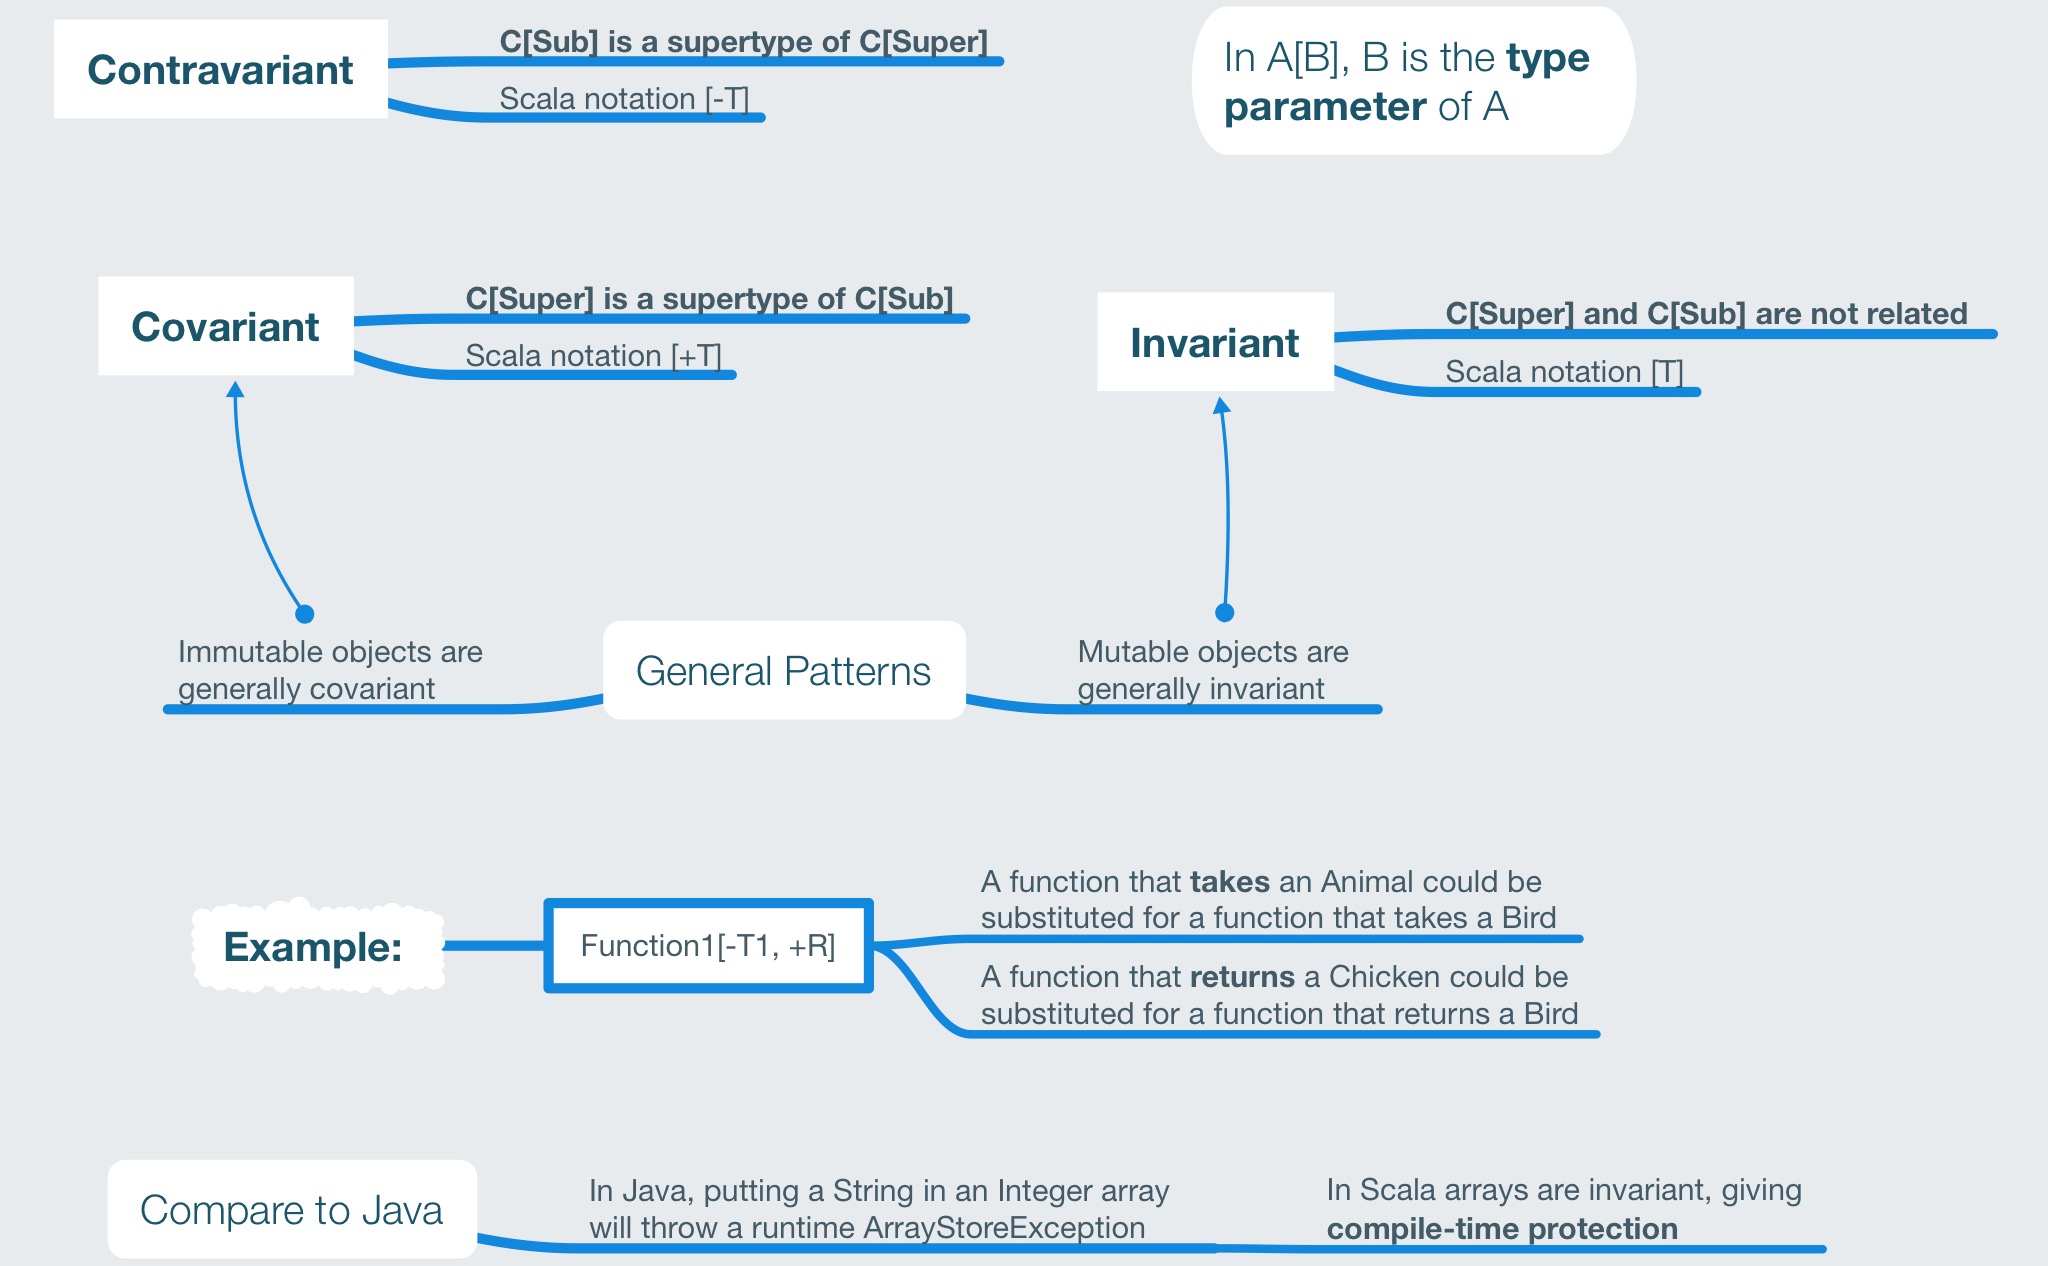 Contravariant
C[Sub] is a supertype of C[Super]
Scala notation [-T]
In A[B], B is the type
parameter of A
Covariant
C[Super] is a supertype of C[Sub]
Scala notation [+T]
Invariant
C[Super] and C[Sub] are not related
Scala notation [T]
Immutable objects are
generally covariant
General Patterns
Mutable objects are
generally invariant
Example:
Function1[-T1, +R]
A function that takes an Animal could be
substituted for a function that takes a Bird
A function that returns a Chicken could be
substituted for a function that returns a Bird
Compare to Java
In Java, putting a String in an Integer array
will throw a runtime ArrayStoreException
In Scala arrays are invariant, giving
compile-time protection